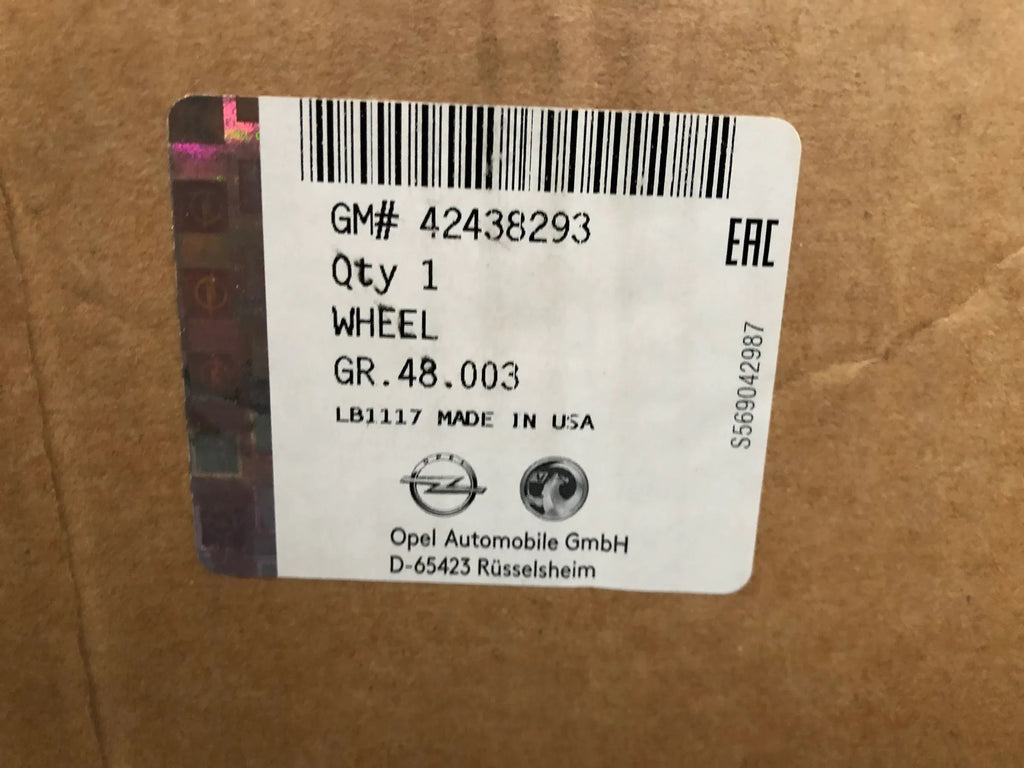 GM# 42438293
Qty 1
WHEEL
GR.48.003
LB1117 MADE IN USA
EAC
S569042987
OPEL
Opel Automobile GmbH
D-65423 Rüsselsheim